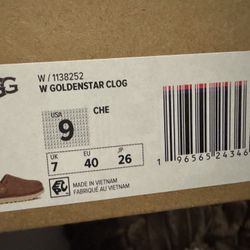 G
W / 1138252
W GOLDENSTAR CLOG
CHE
USA
9
UK EU JP
7 40 26
MADE IN VIETNAM
FABRIQUÉ AU VIETNAM
1 96565 24346